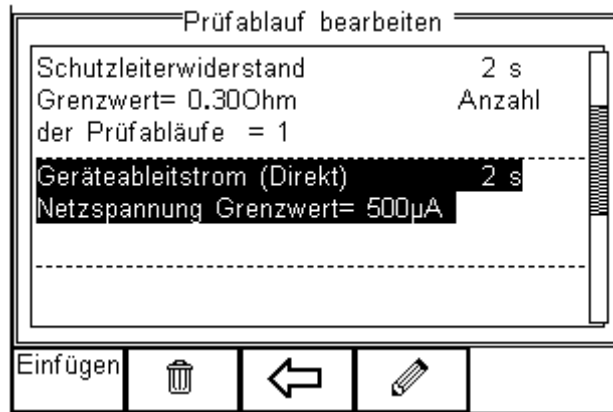 Prüfablauf bearbeiten
Schutzleiterwiderstand 2 s
Grenzwert= 0.30Ohm Anzahl
der Prüfabläufe = 1
Geräteableitstrom (Direkt) 2 s
Netzspannung Grenzwert= 500µA
Einfügen